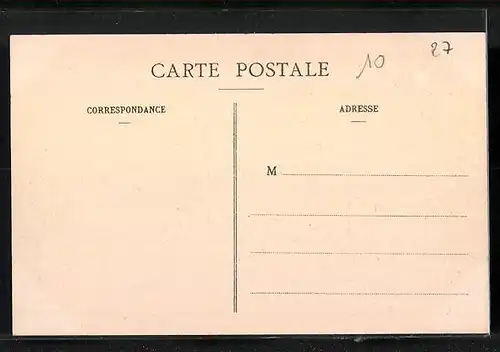 CARTE POSTALE
10
27
CORRESPONDANCE
ADRESSE
M